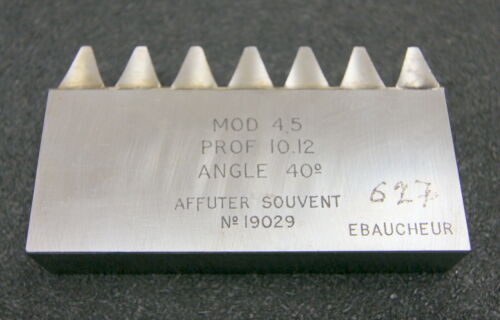 MOD 4,5
PROF 10.12
ANGLE 40º
AFFUTER SOUVENT
Nº 19029
627
EBAUCHEUR